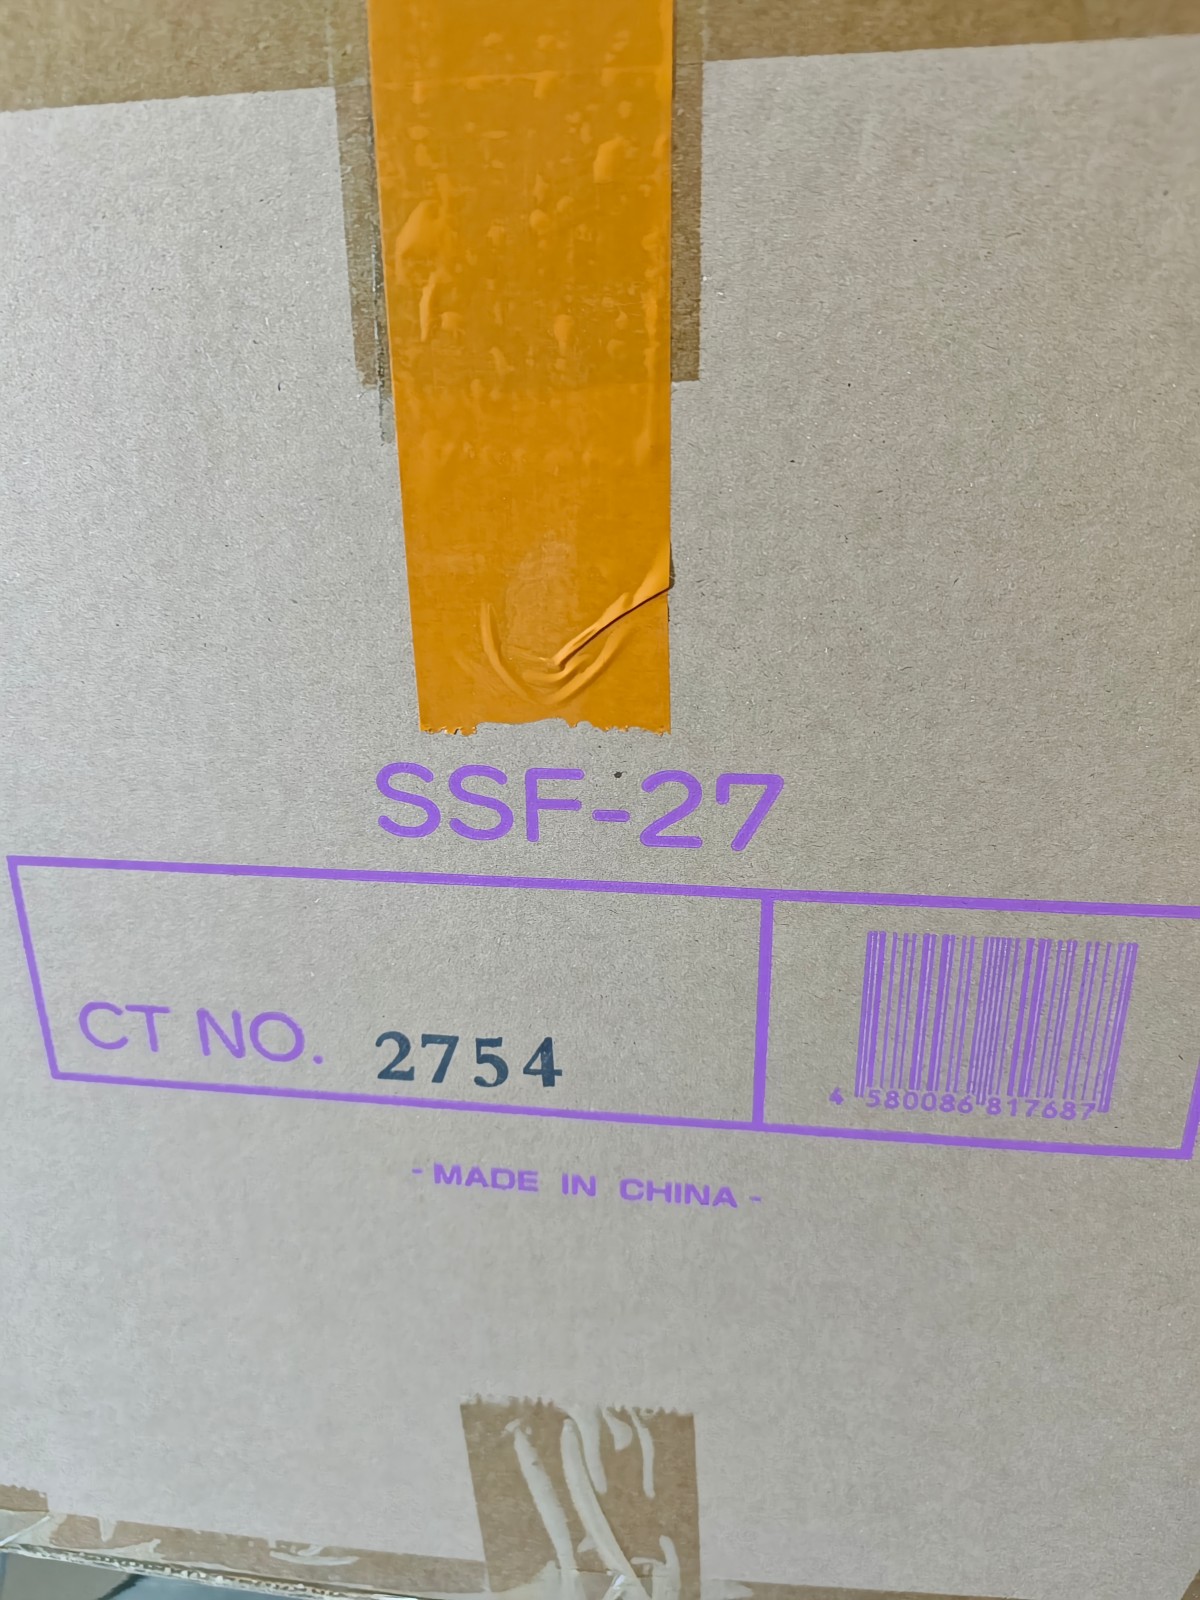 SSF-27
CT NO. 2754
4 580086 817687
- MADE IN CHINA -